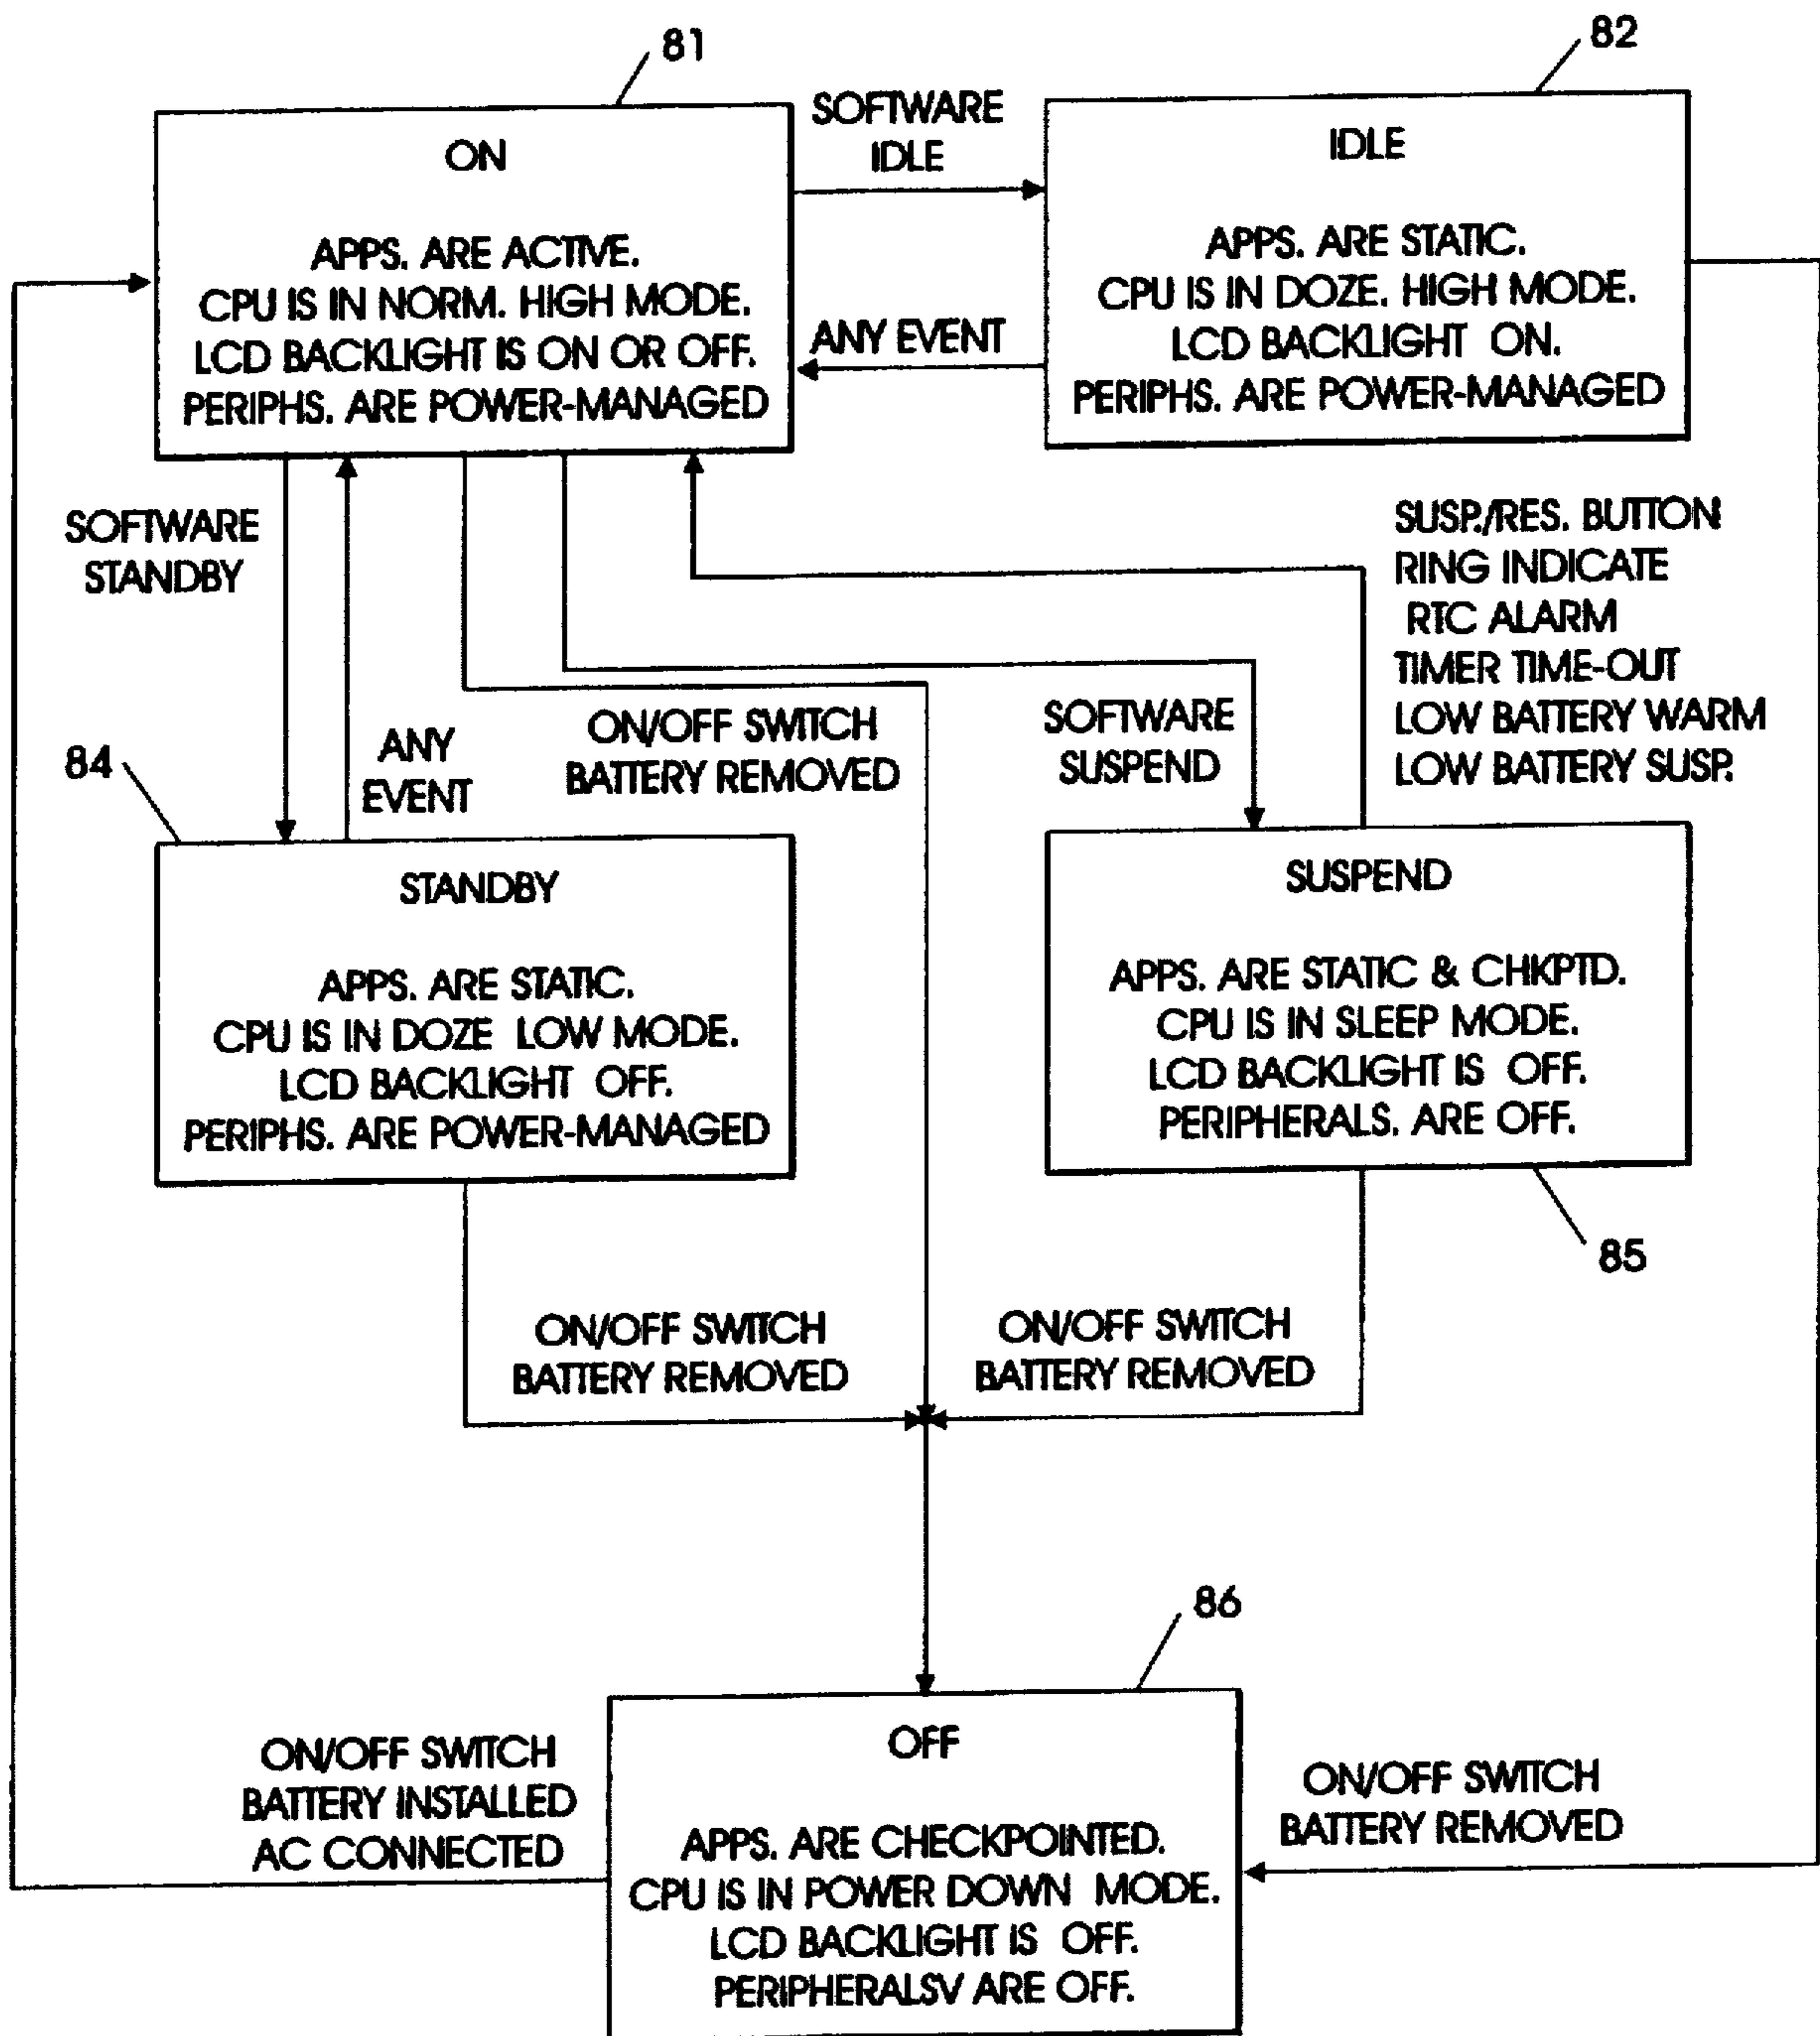 81
82
SOFTWARE
IDLE
ON
APPS. ARE ACTIVE.
CPU IS IN NORM. HIGH MODE.
LCD BACKLIGHT IS ON OR OFF.
PERIPHS. ARE POWER-MANAGED
IDLE
APPS. ARE STATIC.
CPU IS IN DOZE. HIGH MODE.
LCD BACKLIGHT ON.
PERIPHS. ARE POWER-MANAGED
ANY EVENT
SOFTWARE
STANDBY
ANY
EVENT
ON/OFF SWITCH
BATTERY REMOVED
SOFTWARE
SUSPEND
SUSP./RES. BUTTON
RING INDICATE
RTC ALARM
TIMER TIME-OUT
LOW BATTERY WARM
LOW BATTERY SUSP.
84
STANDBY
APPS. ARE STATIC.
CPU IS IN DOZE LOW MODE.
LCD BACKLIGHT OFF.
PERIPHS. ARE POWER-MANAGED
SUSPEND
APPS. ARE STATIC & CHKPTD.
CPU IS IN SLEEP MODE.
LCD BACKLIGHT IS OFF.
PERIPHERALS. ARE OFF.
85
ON/OFF SWITCH
BATTERY REMOVED
ON/OFF SWITCH
BATTERY REMOVED
86
ON/OFF SWITCH
BATTERY INSTALLED
AC CONNECTED
OFF
APPS. ARE CHECKPOINTED.
CPU IS IN POWER DOWN MODE.
LCD BACKLIGHT IS OFF.
PERIPHERALSV ARE OFF.
ON/OFF SWITCH
BATTERY REMOVED